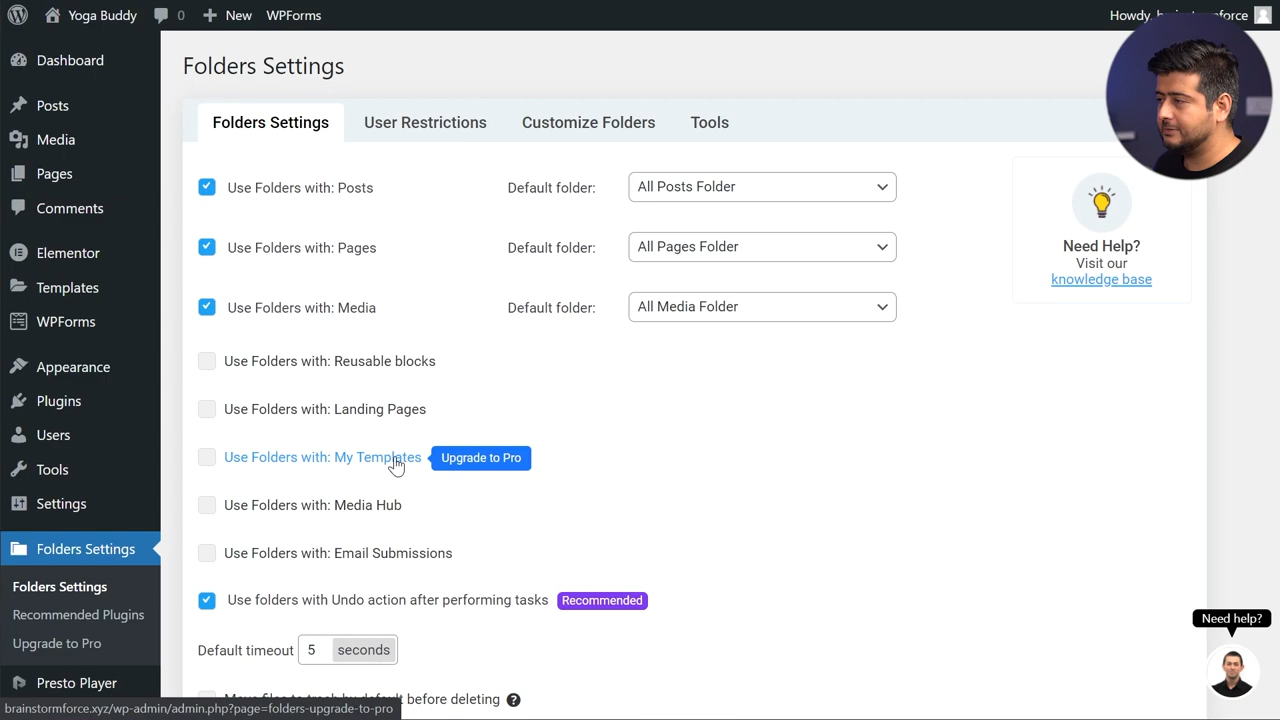 Yoga Buddy
0
New
WPForms
Howdy,
Dashboard
Posts
Media
Pages
Comments
Elementor
Templates
WPForms
Appearance
Plugins
Users
Tools
Settings
Folders Settings
Folders Settings
Recommended Plugins
Upgrade to Pro
Presto Player
Folders Settings
Folders Settings
User Restrictions
Customize Folders
Tools
Use Folders with: Posts
Default folder:
All Posts Folder
Use Folders with: Pages
Default folder:
All Pages Folder
Use Folders with: Media
Default folder:
All Media Folder
Use Folders with: Reusable blocks
Use Folders with: Landing Pages
Use Folders with: My Templates
Upgrade to Pro
Use Folders with: Media Hub
Use Folders with: Email Submissions
Use folders with Undo action after performing tasks
Recommended
Default timeout
5
seconds
Move files to trash by default before deleting
?
Need Help?
Visit our
knowledge base
Need help?
brainstormforce.xyz/wp-admin/admin.php?page=folders-upgrade-to-pro